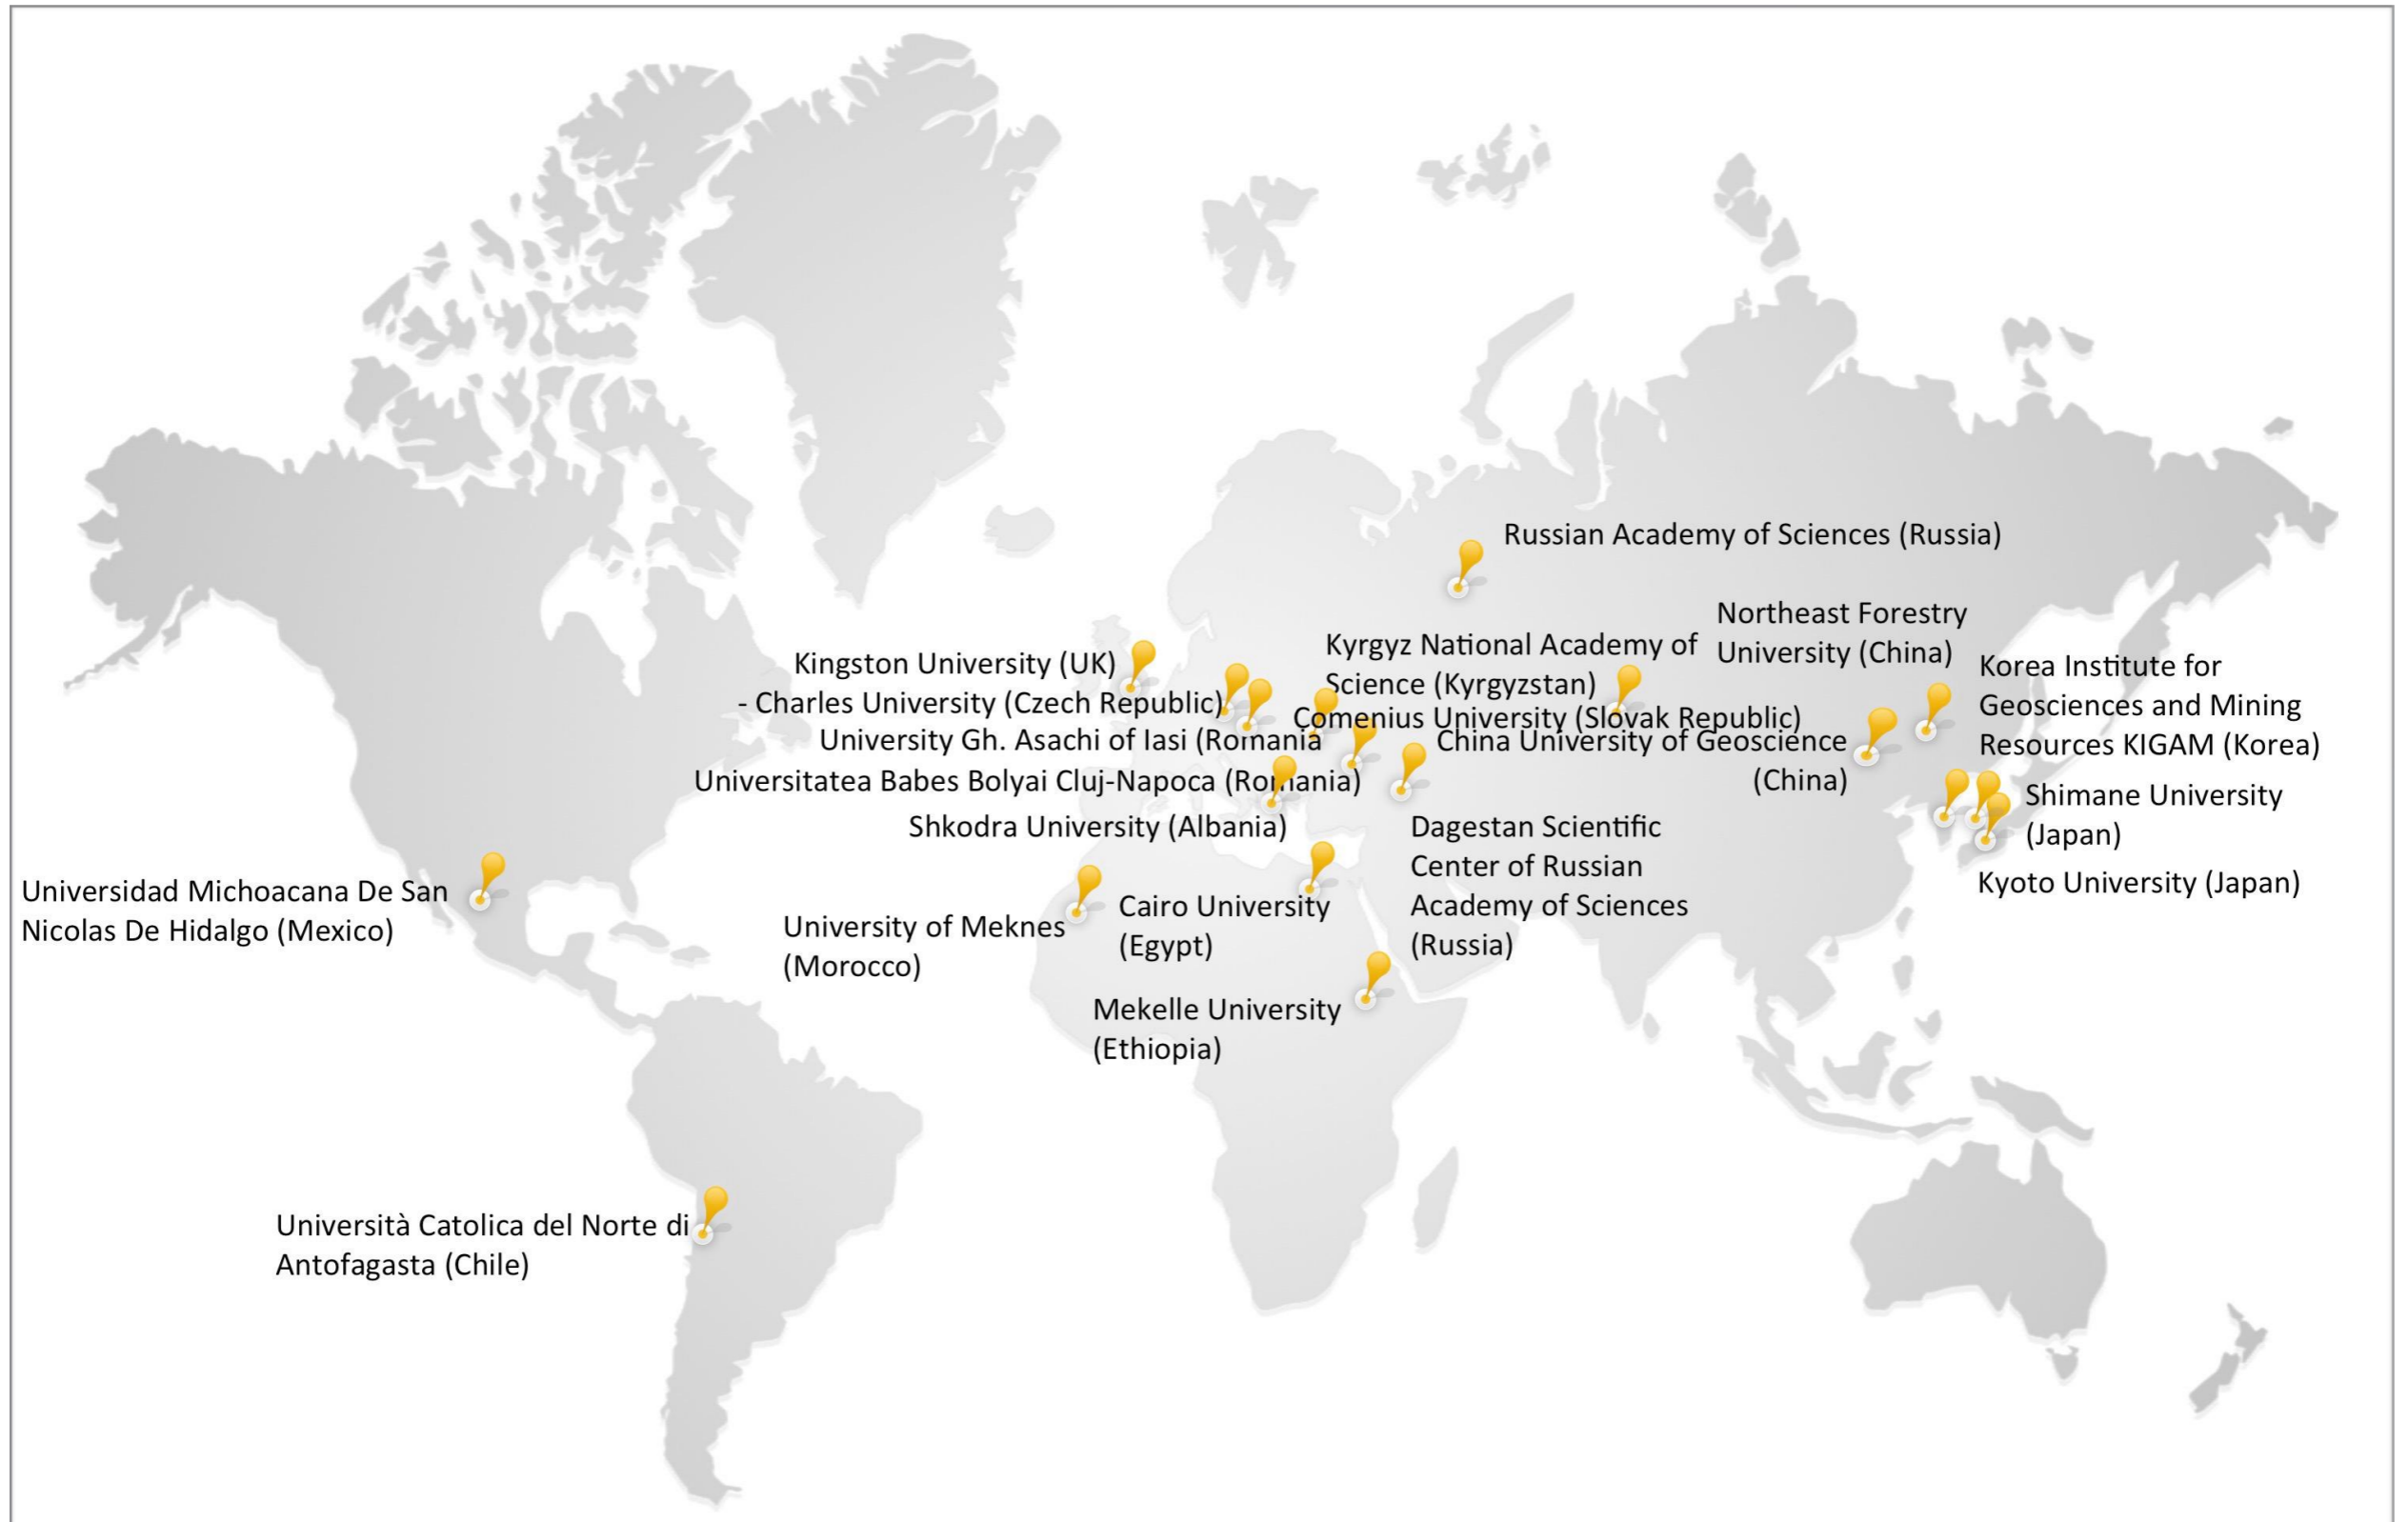 Russian Academy of Sciences (Russia)
Northeast Forestry
University (China)
Kyrgyz National Academy of
Science (Kyrgyzstan)
Kingston University (UK)
- Charles University (Czech Republic)
Korea Institute for
Geosciences and Mining
Resources KIGAM (Korea)
Comenius University (Slovak Republic)
University Gh. Asachi of Iasi (Romania
China University of Geoscience
(China)
Universitatea Babes Bolyai Cluj-Napoca (Romania)
Shimane University
(Japan)
Shkodra University (Albania)
Dagestan Scientific
Center of Russian
Academy of Sciences
(Russia)
Kyoto University (Japan)
Universidad Michoacana De San
Nicolas De Hidalgo (Mexico)
University of Meknes
(Morocco)
Cairo University
(Egypt)
Mekelle University
(Ethiopia)
Università Catolica del Norte di
Antofagasta (Chile)